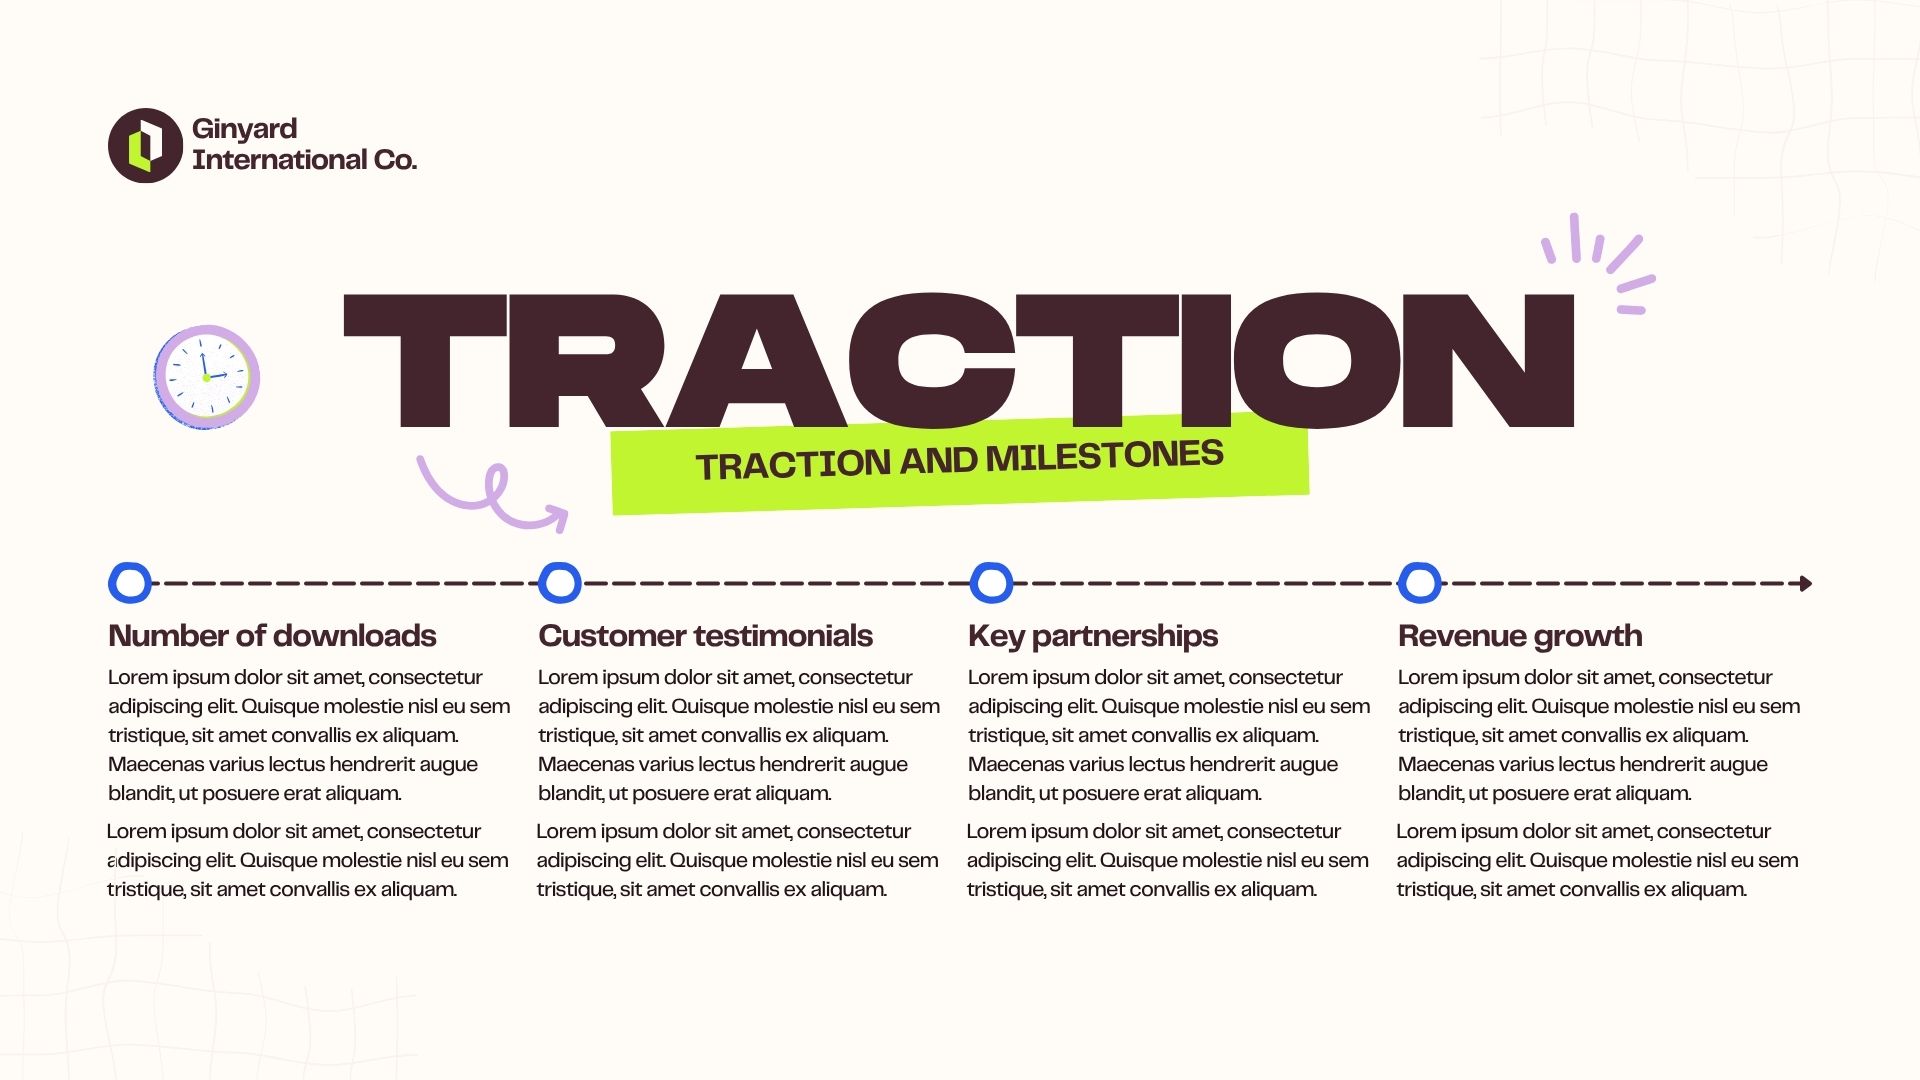 Ginyard
International Co.
TRACTION
TRACTION AND MILESTONES
Number of downloads
Lorem ipsum dolor sit amet, consectetur
adipiscing elit. Quisque molestie nisl eu sem
tristique, sit amet convallis ex aliquam.
Maecenas varius lectus hendrerit augue
blandit, ut posuere erat aliquam.
Lorem ipsum dolor sit amet, consectetur
adipiscing elit. Quisque molestie nisl eu sem
tristique, sit amet convallis ex aliquam.
Customer testimonials
Lorem ipsum dolor sit amet, consectetur
adipiscing elit. Quisque molestie nisl eu sem
tristique, sit amet convallis ex aliquam.
Maecenas varius lectus hendrerit augue
blandit, ut posuere erat aliquam.
Lorem ipsum dolor sit amet, consectetur
adipiscing elit. Quisque molestie nisl eu sem
tristique, sit amet convallis ex aliquam.
Key partnerships
Lorem ipsum dolor sit amet, consectetur
adipiscing elit. Quisque molestie nisl eu sem
tristique, sit amet convallis ex aliquam.
Maecenas varius lectus hendrerit augue
blandit, ut posuere erat aliquam.
Lorem ipsum dolor sit amet, consectetur
adipiscing elit. Quisque molestie nisl eu sem
tristique, sit amet convallis ex aliquam.
Revenue growth
Lorem ipsum dolor sit amet, consectetur
adipiscing elit. Quisque molestie nisl eu sem
tristique, sit amet convallis ex aliquam.
Maecenas varius lectus hendrerit augue
blandit, ut posuere erat aliquam.
Lorem ipsum dolor sit amet, consectetur
adipiscing elit. Quisque molestie nisl eu sem
tristique, sit amet convallis ex aliquam.